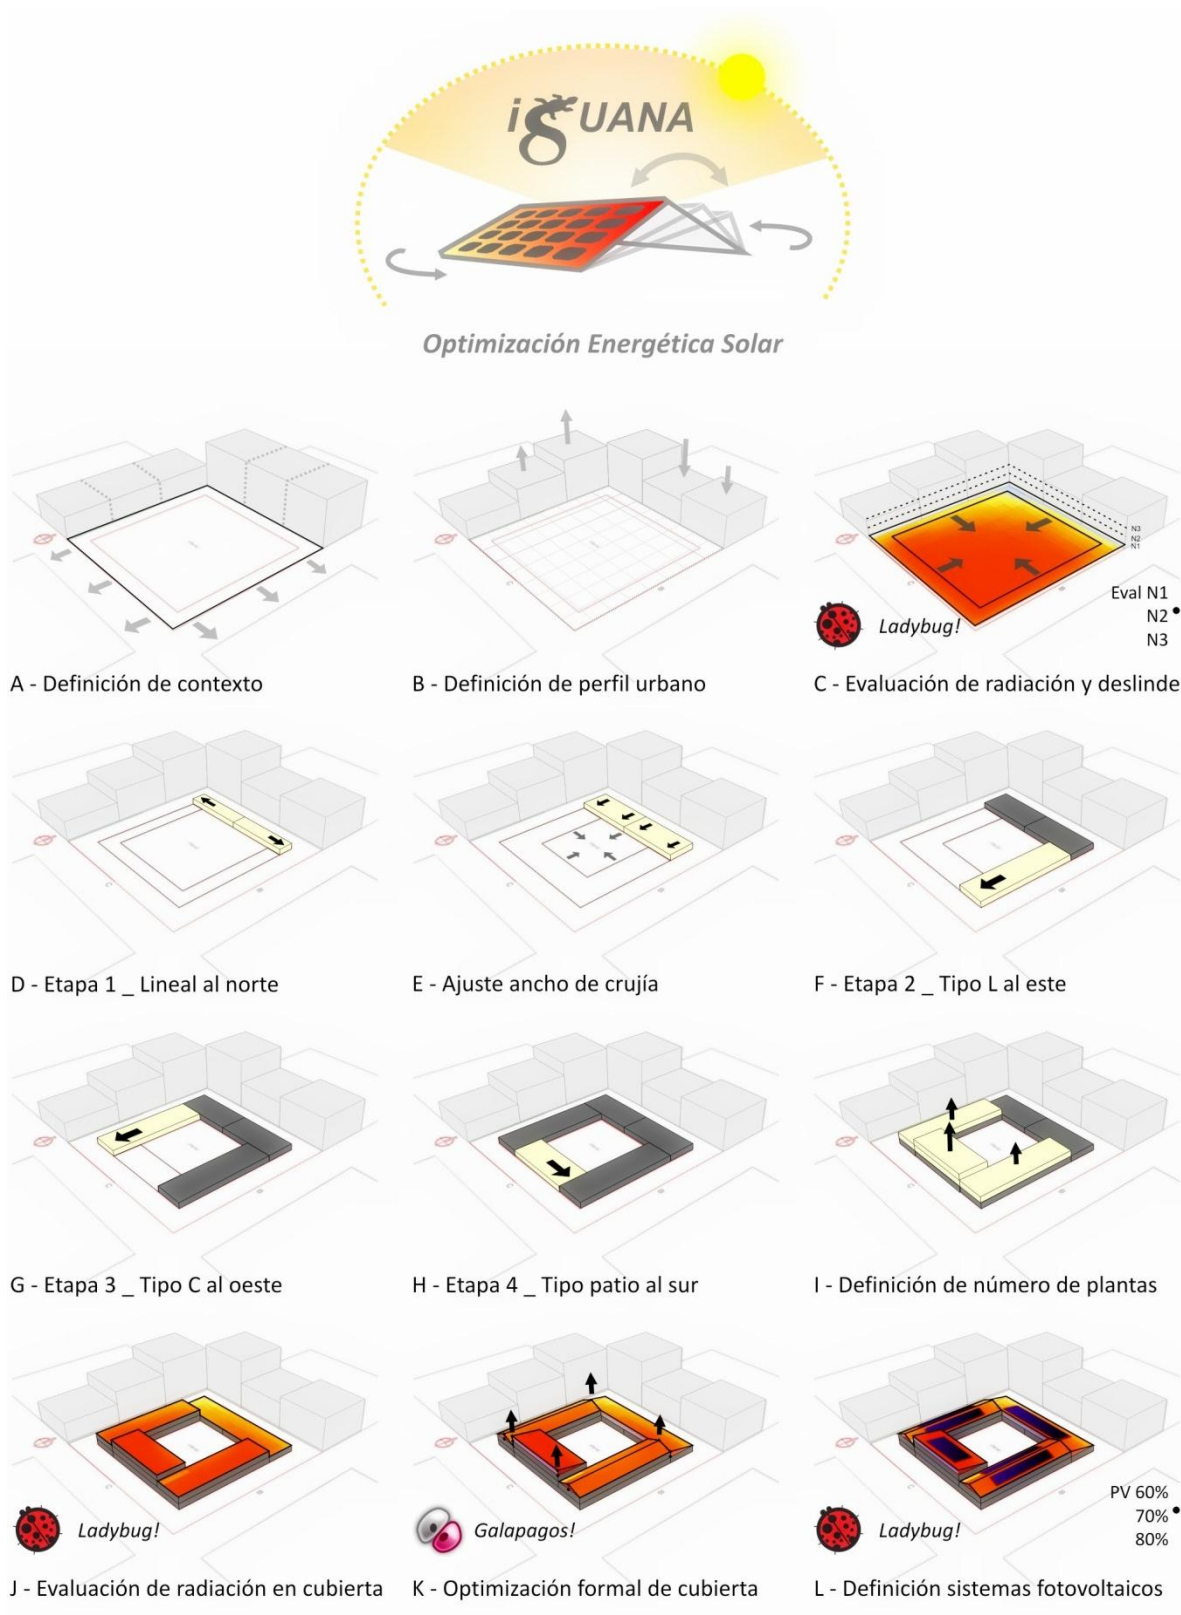 iguana
Optimización Energética Solar
N3
N2
N1
Eval N1
N2
N3
Ladybug!
A - Definición de contexto
B - Definición de perfil urbano
C - Evaluación de radiación y deslinde
D - Etapa 1 _ Lineal al norte
E - Ajuste ancho de crujía
F - Etapa 2 _ Tipo L al este
G - Etapa 3 _ Tipo C al oeste
H - Etapa 4 _ Tipo patio al sur
I - Definición de número de plantas
Ladybug!
Galapagos!
Ladybug!
PV 60%
70%
80%
J - Evaluación de radiación en cubierta
K - Optimización formal de cubierta
L - Definición sistemas fotovoltaicos